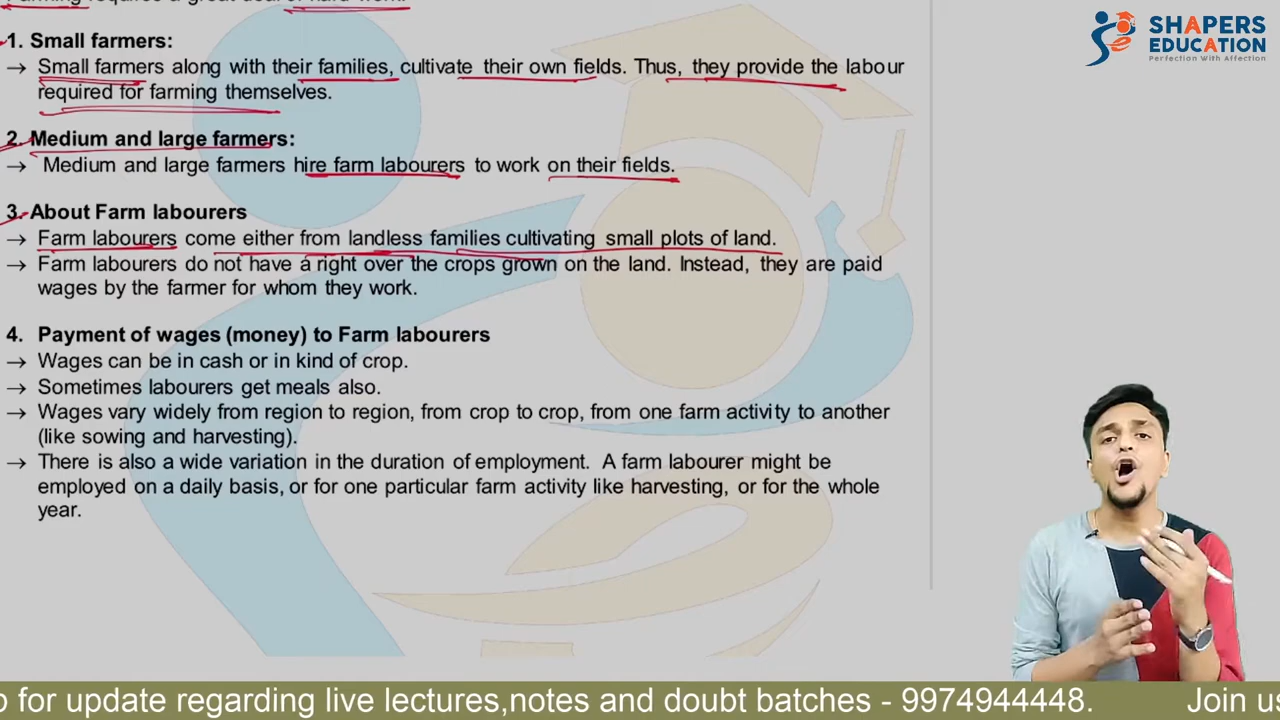 Farming requires a great deal of hard work.
1. Small farmers:
→ Small farmers along with their families, cultivate their own fields. Thus, they provide the labour
required for farming themselves.
2. Medium and large farmers:
→ Medium and large farmers hire farm labourers to work on their fields.
3. About Farm labourers
→ Farm labourers come either from landless families cultivating small plots of land.
→ Farm labourers do not have a right over the crops grown on the land. Instead, they are paid
wages by the farmer for whom they work.
4. Payment of wages (money) to Farm labourers
→ Wages can be in cash or in kind of crop.
→ Sometimes labourers get meals also.
→ Wages vary widely from region to region, from crop to crop, from one farm activity to another
(like sowing and harvesting).
→ There is also a wide variation in the duration of employment. A farm labourer might be
employed on a daily basis, or for one particular farm activity like harvesting, or for the whole
year.
SHAPERS
EDUCATION
Perfection With Affection
for update regarding live lectures,notes and doubt batches - 9974944448. Join us